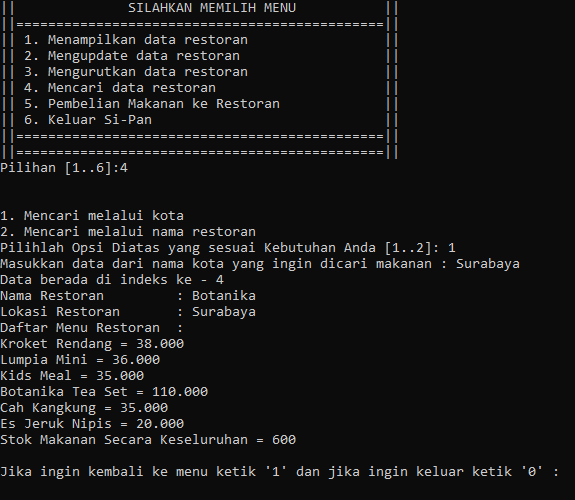 ||              SILAHKAN MEMILIH MENU           ||
||==============================================||
|| 1. Menampilkan data restoran                 ||
|| 2. Mengupdate data restoran                  ||
|| 3. Mengurutkan data restoran                 ||
|| 4. Mencari data restoran                     ||
|| 5. Pembelian Makanan ke Restoran             ||
|| 6. Keluar Si-Pan                             ||
||==============================================||
||==============================================||
Pilihan [1..6]:4
1. Mencari melalui kota
2. Mencari melalui nama restoran
Pilihlah Opsi Diatas yang sesuai Kebutuhan Anda [1..2]: 1
Masukkan data dari nama kota yang ingin dicari makanan : Surabaya
Data berada di indeks ke - 4
Nama Restoran         : Botanika
Lokasi Restoran       : Surabaya
Daftar Menu Restoran  :
Kroket Rendang = 38.000
Lumpia Mini = 36.000
Kids Meal = 35.000
Botanika Tea Set = 110.000
Cah Kangkung = 35.000
Es Jeruk Nipis = 20.000
Stok Makanan Secara Keseluruhan = 600
Jika ingin kembali ke menu ketik '1' dan jika ingin keluar ketik '0' :